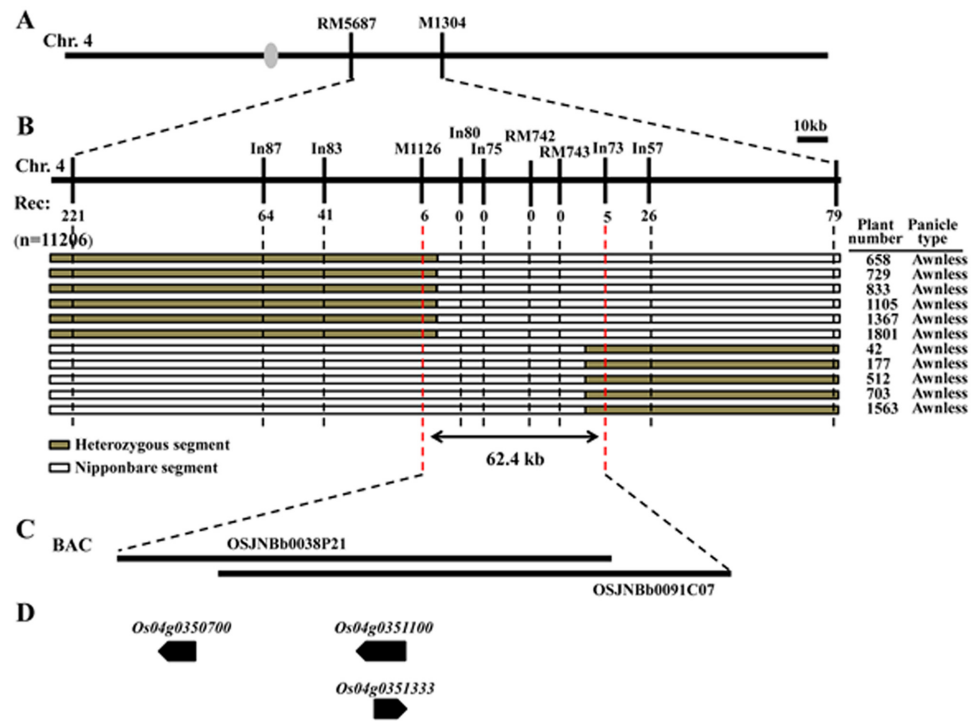 A
RM5687 M1304
Chr. 4
B
10kb
In87 In83 M1126 In80 In75 RM742 RM743 In73 In57
Chr. 4
Rec:
221 64 41 6 0 0 0 0 5 26 79
(n=11206)
Plant number Panicle type
658 Awnless
729 Awnless
833 Awnless
1105 Awnless
1367 Awnless
1801 Awnless
42 Awnless
177 Awnless
512 Awnless
703 Awnless
1563 Awnless
Heterozygous segment
Nipponbare segment
62.4 kb
C
BAC
OSJNBb0038P21
OSJNBb0091C07
D
Os04g0350700 Os04g0351100
Os04g0351333